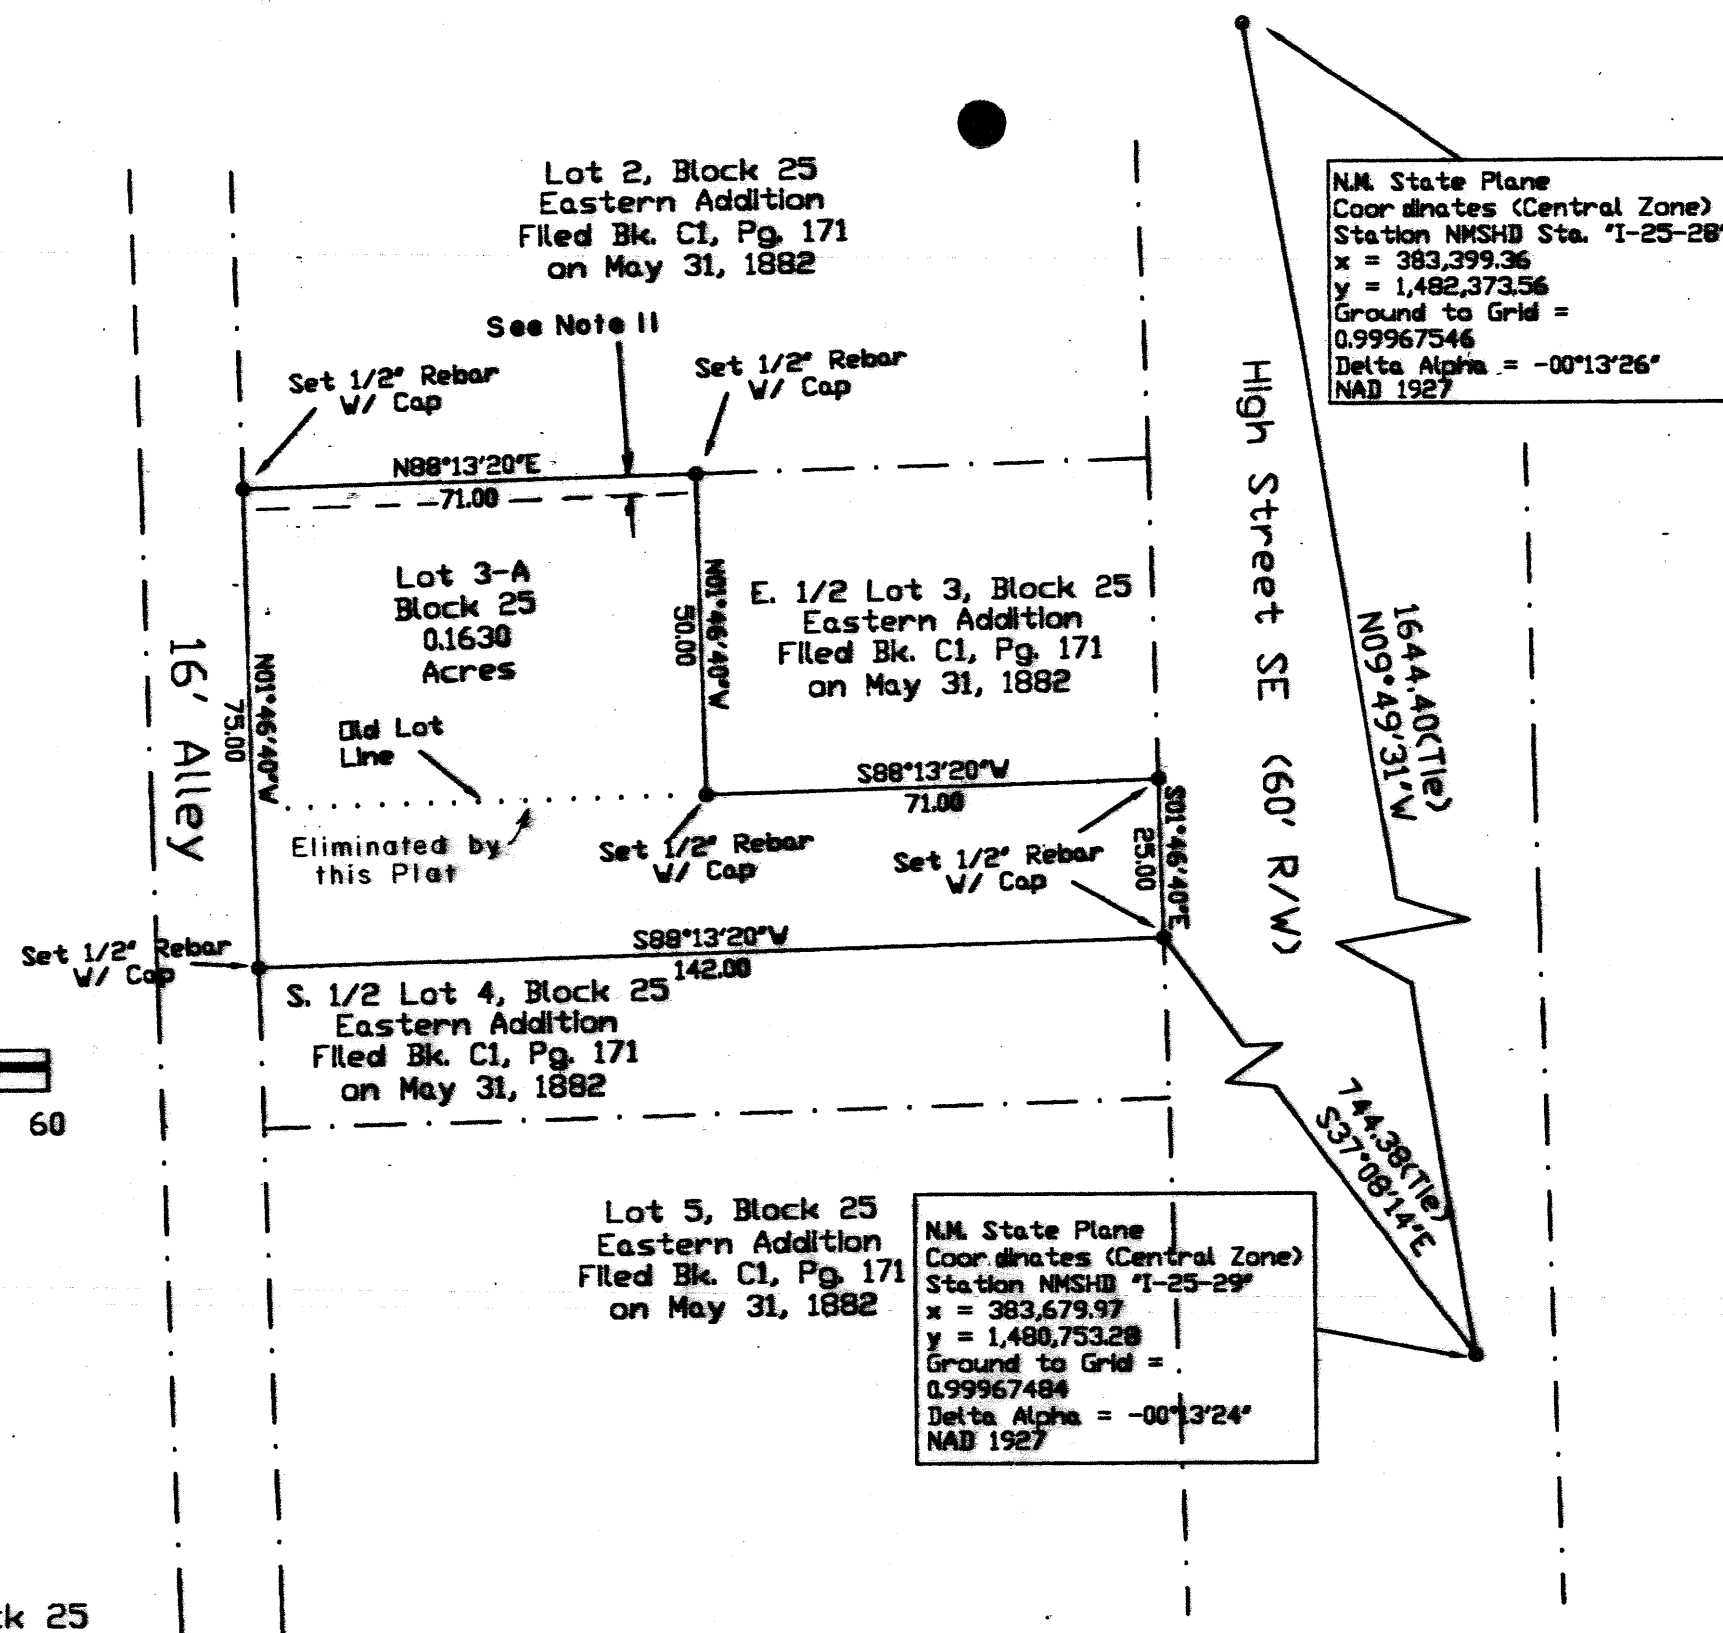 Lot 2, Block 25
Eastern Addition
Filed Bk. C1, Pg. 171
on May 31, 1882
N.M. State Plane
Coordinates (Central Zone)
Station NMSHD Sta. "I-25-28"
x = 383,399.36
y = 1,482,373.56
Ground to Grid =
0.99967546
Delta Alpha = -00°13'26"
NAD 1927
See Note 11
Set 1/2" Rebar
W/ Cap
Set 1/2" Rebar
W/ Cap
N88°13'20"E
71.00
High Street SE (60' R/W)
Lot 3-A
Block 25
0.1630
Acres
N01°46'40"W
50.00
E. 1/2 Lot 3, Block 25
Eastern Addition
Filed Bk. C1, Pg. 171
on May 31, 1882
1644.40(Tie)
N09°49'31"W
16' Alley
N01°46'40"W
75.00
Old Lot
Line
S88°13'20"W
71.00
Eliminated by
this Plat
Set 1/2" Rebar
W/ Cap
Set 1/2" Rebar
W/ Cap
S01°46'40"E
25.00
Set 1/2" Rebar
W/ Cap
S88°13'20"W
142.00
S. 1/2 Lot 4, Block 25
Eastern Addition
Filed Bk. C1, Pg. 171
on May 31, 1882
60
744.38(Tie)
S37°08'14"E
Lot 5, Block 25
Eastern Addition
Filed Bk. C1, Pg. 171
on May 31, 1882
N.M. State Plane
Coordinates (Central Zone)
Station NMSHD "I-25-29"
x = 383,679.97
y = 1,480,753.28
Ground to Grid =
0.99967484
Delta Alpha = -00°13'24"
NAD 1927
ck 25